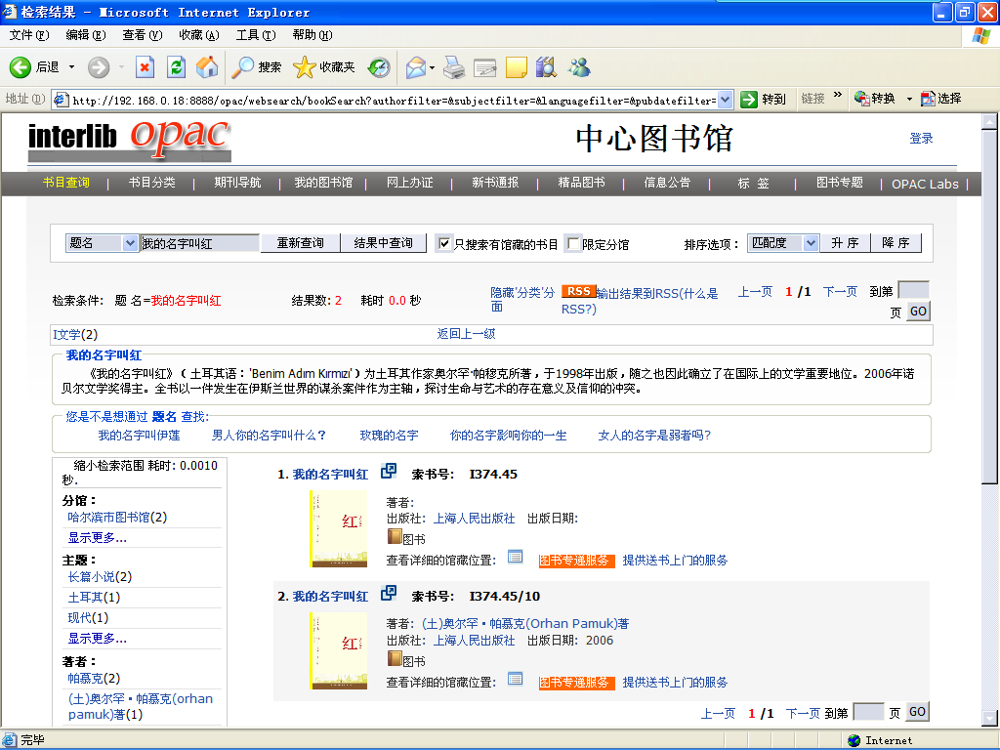 检索结果 - Microsoft Internet Explorer
文件(F) 编辑(E) 查看(V) 收藏(A) 工具(T) 帮助(H)
后退 搜索 收藏夹
地址(D) http://192.168.0.18:8888/opac/websearch/bookSearch?authorfilter=&subjectfilter=&languagefilter=&pubdatefilter= 转到 链接 » 转换 选择
interlib opac 中心图书馆 登录
书目查询 | 书目分类 | 期刊导航 | 我的图书馆 | 网上办证 | 新书通报 | 精品图书 | 信息公告 | 标 签 | 图书专题 | OPAC Labs |
题名 我的名字叫红 重新查询 结果中查询 只搜索有馆藏的书目 限定分馆 排序选项： 匹配度 升 序 降 序
检索条件: 题 名=我的名字叫红 结果数: 2 耗时 0.0 秒 隐藏'分类'分面 RSS 输出结果到RSS(什么是RSS?) 上一页 1 /1 下一页 到第 页 GO
I文学(2) 返回上一级
我的名字叫红
《我的名字叫红》（ 土耳其语：'Benim Adım Kırmızı'）为土耳其作家奥尔罕·帕穆克所著，于1998年出版，随之也因此确立了在国际上的文学重要地位。2006年诺
贝尔文学奖得主。全书以一件发生在伊斯兰世界的谋杀案件作为主轴，探讨生命与艺术的存在意义及信仰的冲突。
您是不是想通过 题名 查找:
我的名字叫伊莲 男人你的名字叫什么？ 玫瑰的名字 你的名字影响你的一生 女人的名字是弱者吗?
缩小检索范围 耗时: 0.0010
秒.
分馆：
哈尔滨市图书馆(2)
显示更多...
主题：
长篇小说(2)
土耳其(1)
现代(1)
显示更多...
著者：
帕慕克(2)
(土)奥尔罕·帕慕克(orhan
pamuk)著(1)
1. 我的名字叫红 索书号: I374.45
红
著者:
出版社: 上海人民出版社 出版日期:
图书
查看详细的馆藏位置: 图书专递服务 提供送书上门的服务
2. 我的名字叫红 索书号: I374.45/10
红
著者: (土)奥尔罕·帕慕克(Orhan Pamuk)著
出版社: 上海人民出版社 出版日期: 2006
图书
查看详细的馆藏位置: 图书专递服务 提供送书上门的服务
上一页 1 /1 下一页 到第 页 GO
完毕 Internet